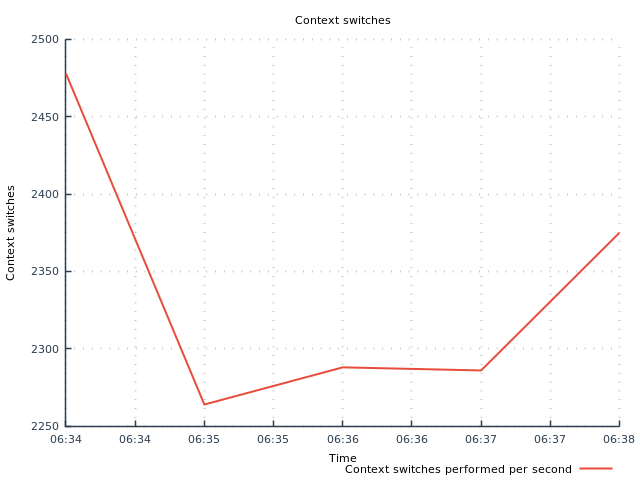 Context switches
2500
2450
2400
2350
2300
2250
Context switches
06:34 06:34 06:35 06:35 06:36 06:36 06:37 06:37 06:38
Time
Context switches performed per second